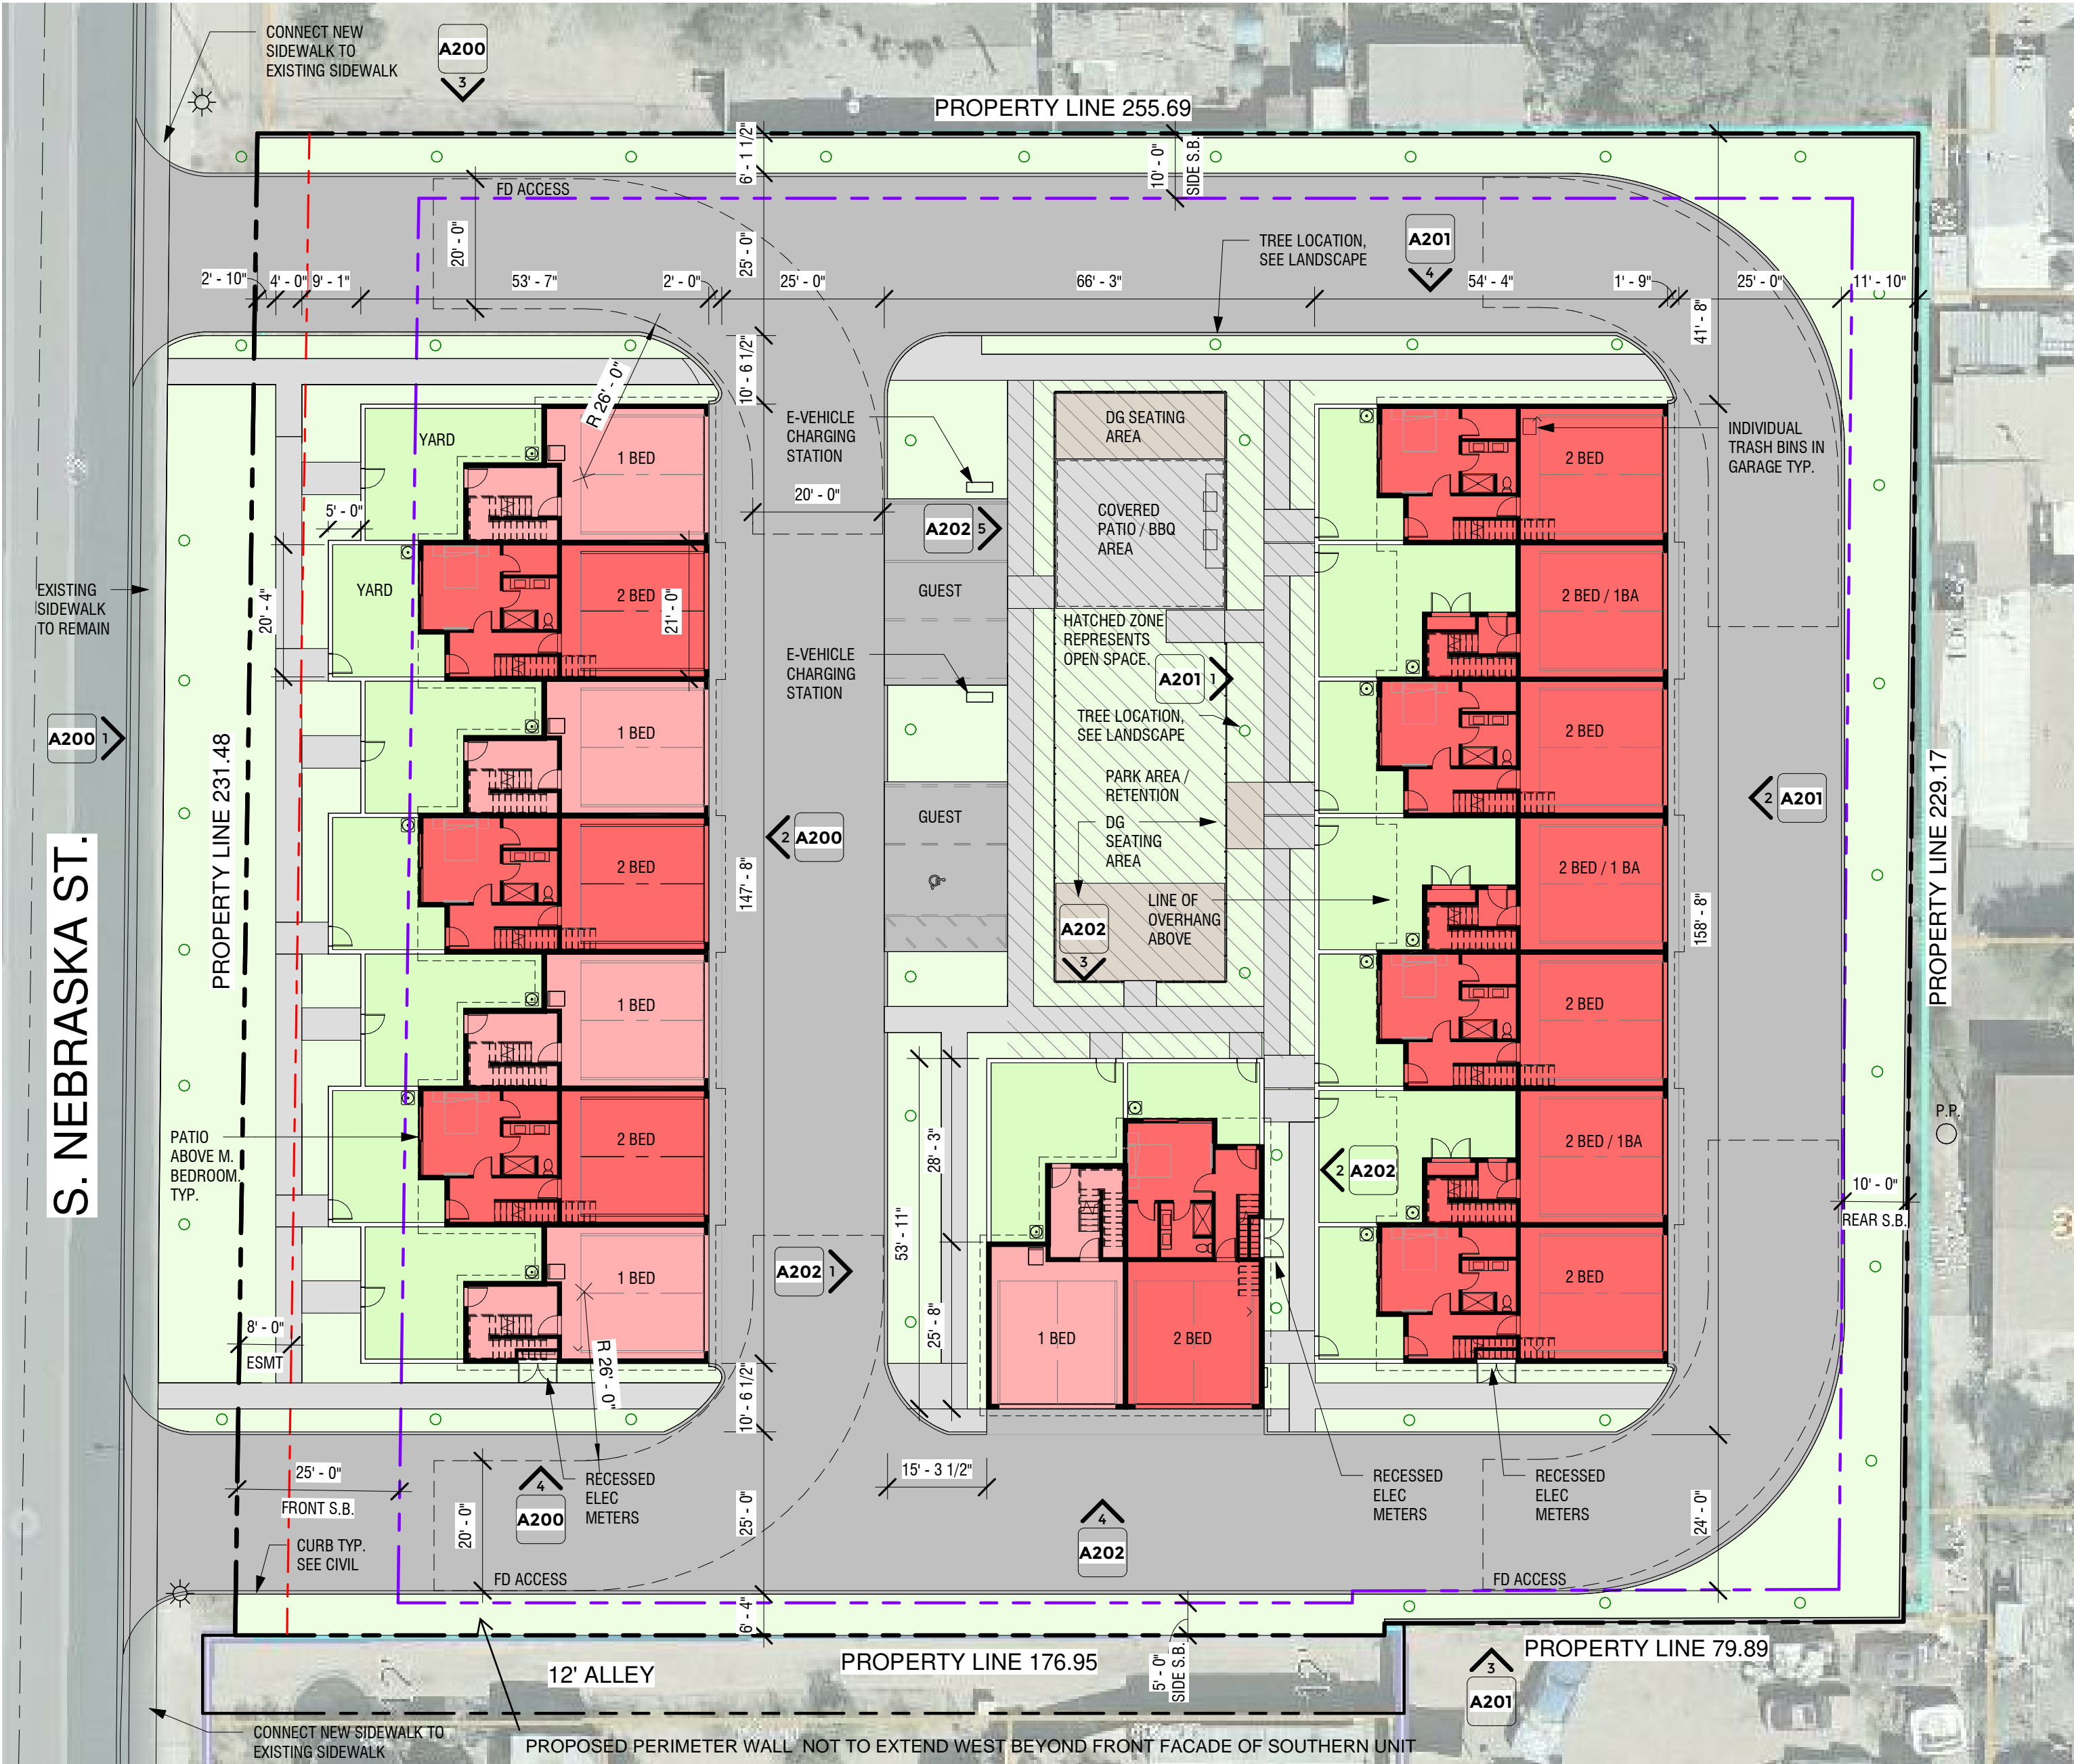 CONNECT NEW
SIDEWALK TO
EXISTING SIDEWALK
A200
3
PROPERTY LINE 255.69
6' - 1 1/2"
10' - 0"
SIDE S.B.
FD ACCESS
20' - 0"
25' - 0"
TREE LOCATION,
SEE LANDSCAPE
A201
4
2' - 10"
4' - 0"
9' - 1"
53' - 7"
2' - 0"
25' - 0"
66' - 3"
54' - 4"
1' - 9"
25' - 0"
11' - 10"
41' - 8"
10' - 6 1/2"
R 26' - 0"
YARD
1 BED
E-VEHICLE
CHARGING
STATION
DG SEATING
AREA
2 BED
INDIVIDUAL
TRASH BINS IN
GARAGE TYP.
5' - 0"
20' - 0"
A202
5
COVERED
PATIO / BBQ
AREA
EXISTING
SIDEWALK
TO REMAIN
20' - 4"
YARD
2 BED
21' - 0"
GUEST
2 BED / 1BA
HATCHED ZONE
REPRESENTS
OPEN SPACE.
E-VEHICLE
CHARGING
STATION
A201
1
A200
1
1 BED
TREE LOCATION,
SEE LANDSCAPE
2 BED
PROPERTY LINE 231.48
PARK AREA /
RETENTION
2
A201
PROPERTY LINE 229.17
S. NEBRASKA ST.
2
A200
GUEST
DG
SEATING
AREA
2 BED
147' - 8"
2 BED / 1 BA
158' - 8"
A202
3
LINE OF
OVERHANG
ABOVE
1 BED
2 BED
PATIO
ABOVE M.
BEDROOM.
TYP.
2 BED
28' - 3"
53' - 11"
2
A202
2 BED / 1BA
P.P.
10' - 0"
REAR S.B.
1 BED
A202
1
25' - 8"
1 BED
2 BED
2 BED
8' - 0"
ESMT
R 26' - 0"
10' - 6 1/2"
25' - 0"
FRONT S.B.
20' - 0"
4
A200
RECESSED
ELEC
METERS
25' - 0"
15' - 3 1/2"
4
A202
RECESSED
ELEC
METERS
RECESSED
ELEC
METERS
24' - 0"
CURB TYP.
SEE CIVIL
FD ACCESS
FD ACCESS
6' - 4"
5' - 0"
SIDE S.B.
12' ALLEY
PROPERTY LINE 176.95
PROPERTY LINE 79.89
3
A201
CONNECT NEW SIDEWALK TO
EXISTING SIDEWALK
PROPOSED PERIMETER WALL NOT TO EXTEND WEST BEYOND FRONT FACADE OF SOUTHERN UNIT